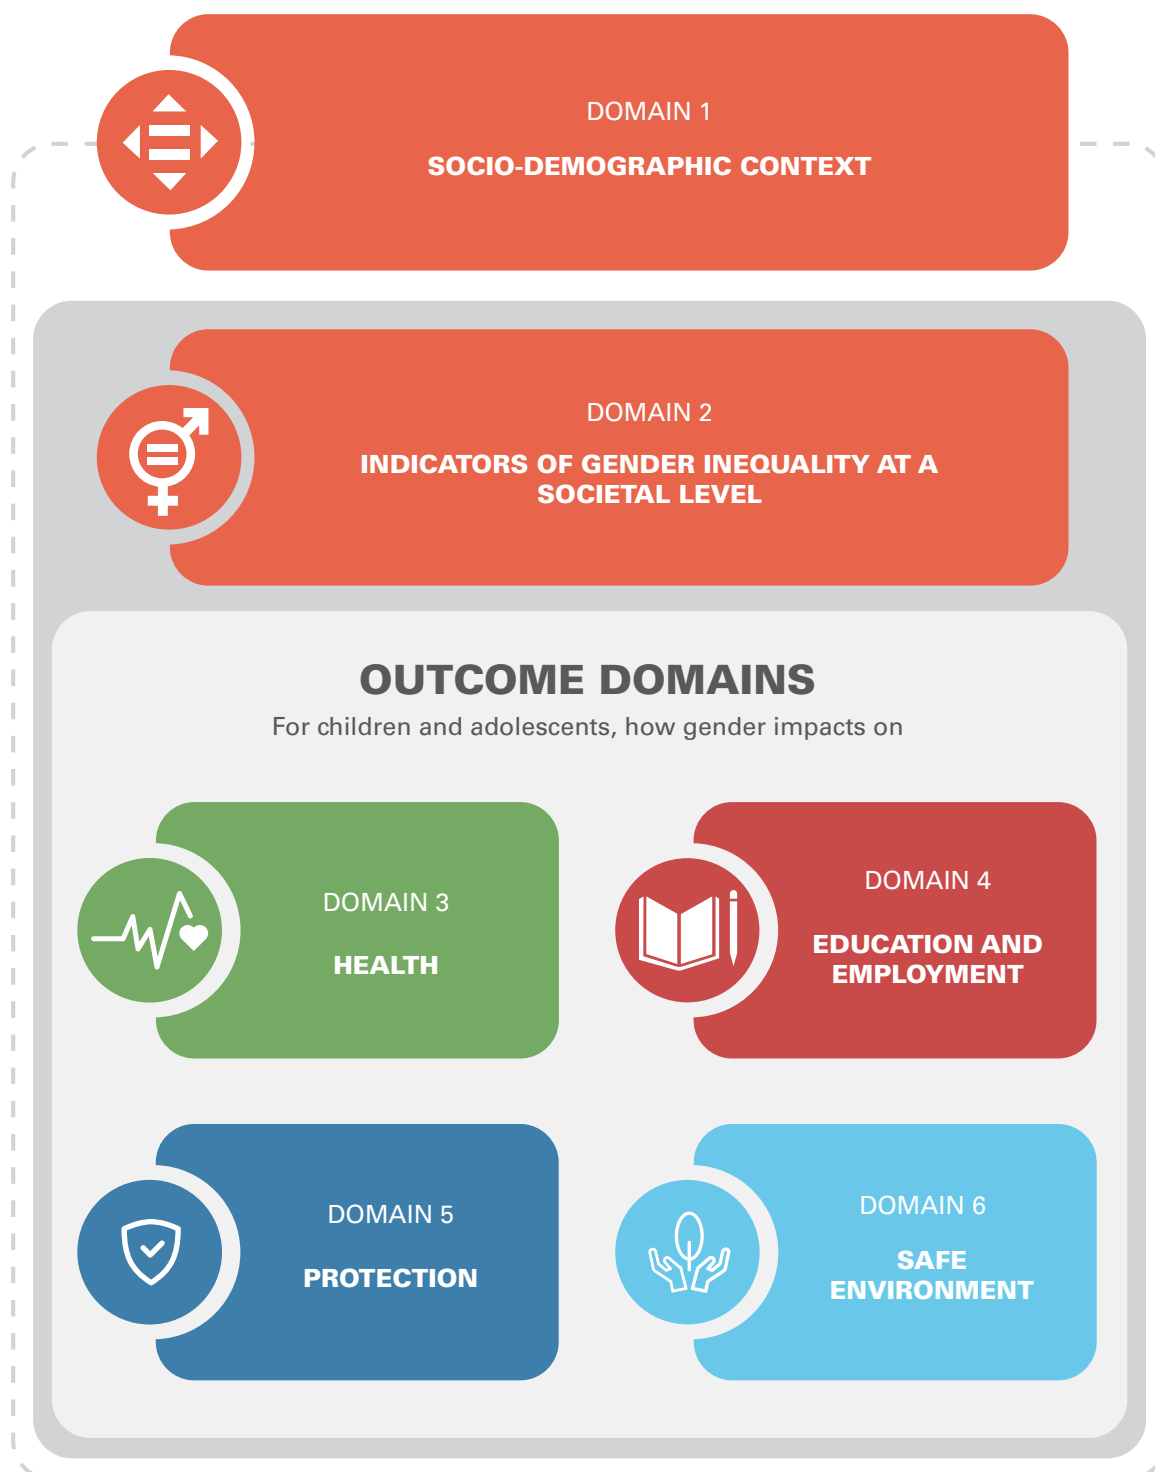 DOMAIN 1
SOCIO-DEMOGRAPHIC CONTEXT
DOMAIN 2
INDICATORS OF GENDER INEQUALITY AT A
SOCIETAL LEVEL
OUTCOME DOMAINS
For children and adolescents, how gender impacts on
DOMAIN 3
HEALTH
DOMAIN 4
EDUCATION AND
EMPLOYMENT
DOMAIN 5
PROTECTION
DOMAIN 6
SAFE
ENVIRONMENT